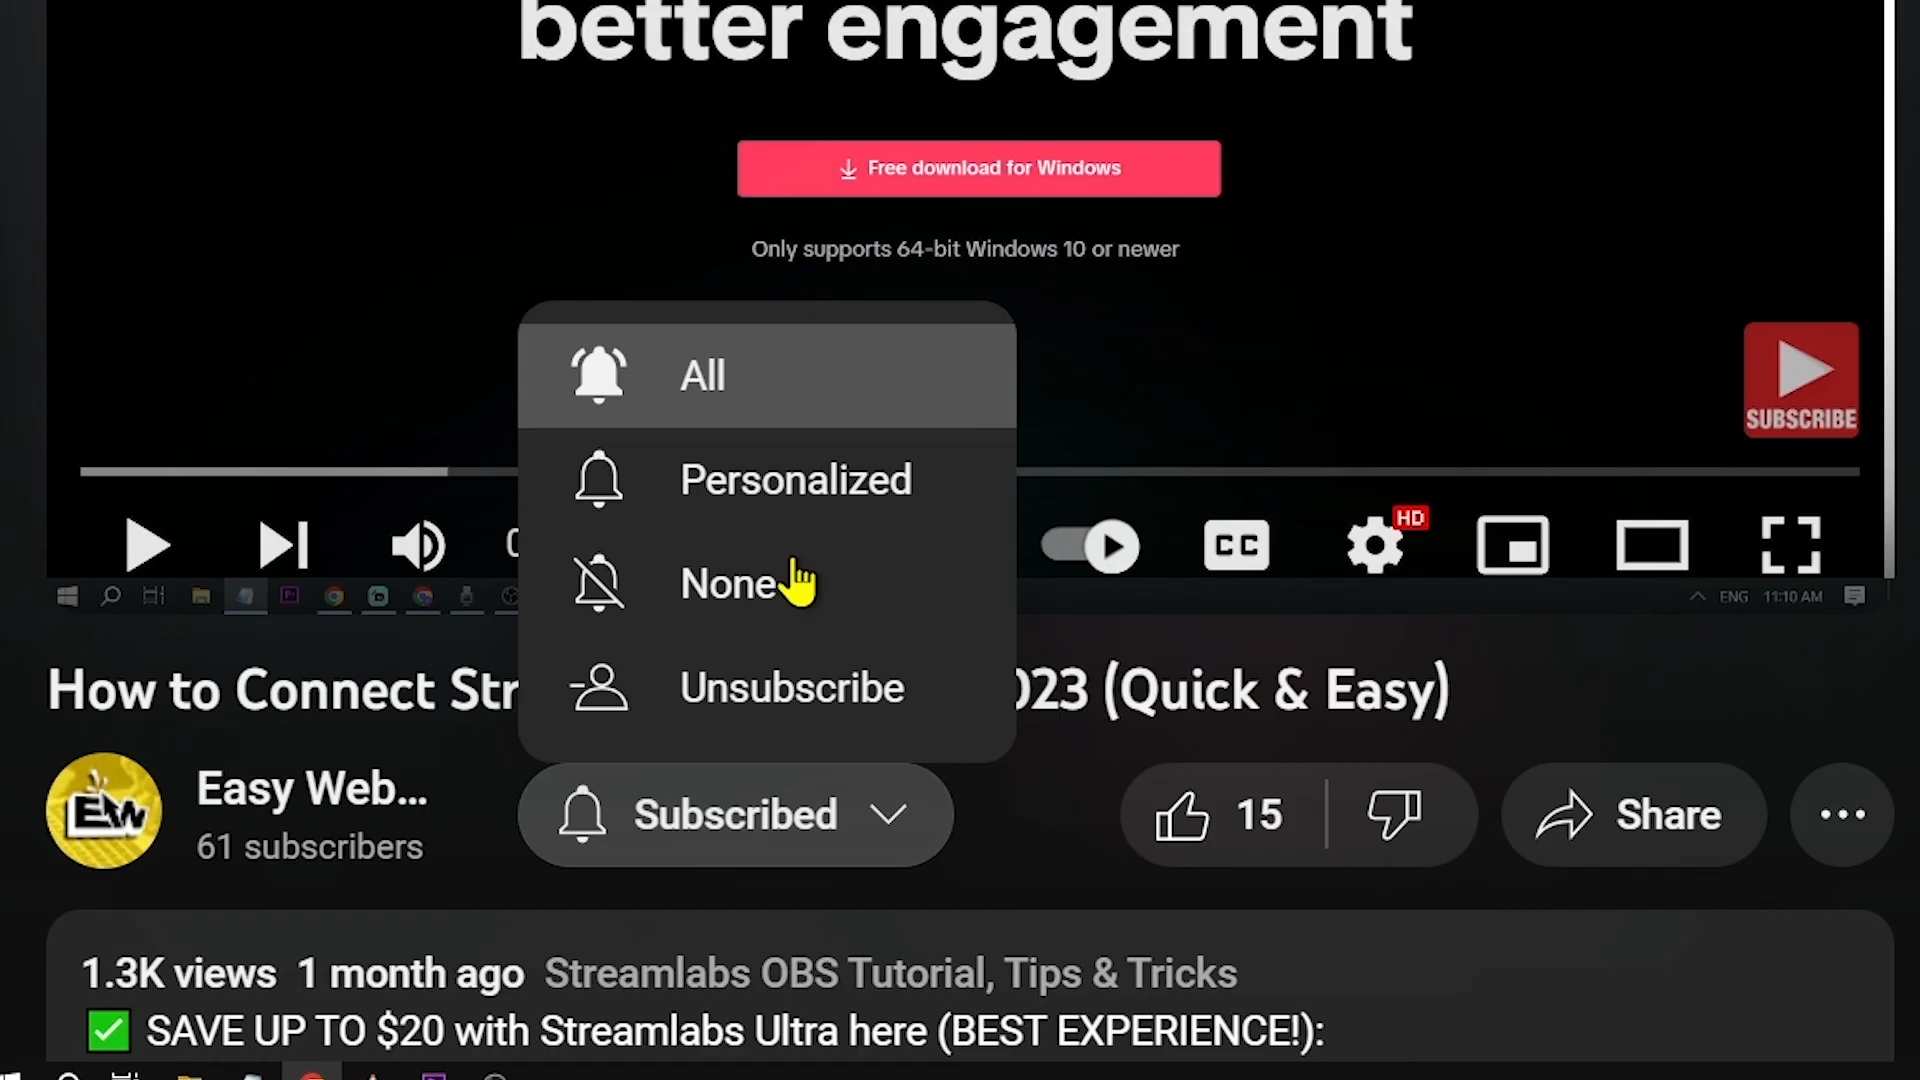 better engagement
Free download for Windows
Only supports 64-bit Windows 10 or newer
All
SUBSCRIBE
Personalized
HD
CC
None
ENG 11:10 AM
Unsubscribe
How to Connect Str 023 (Quick & Easy)
Easy Web...
61 subscribers
Subscribed
15
Share
1.3K views 1 month ago Streamlabs OBS Tutorial, Tips & Tricks
✅ SAVE UP TO $20 with Streamlabs Ultra here (BEST EXPERIENCE!):